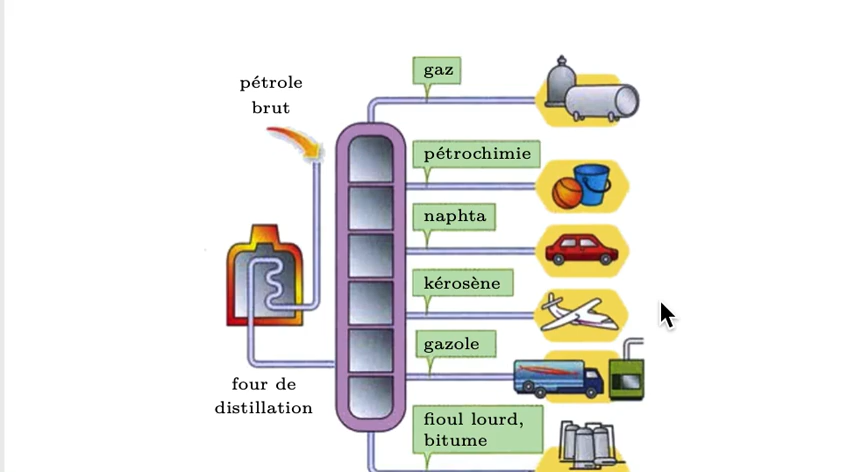 gaz
pétrole
brut
pétrochimie
naphta
kérosène
gazole
four de
distillation
fioul lourd,
bitume